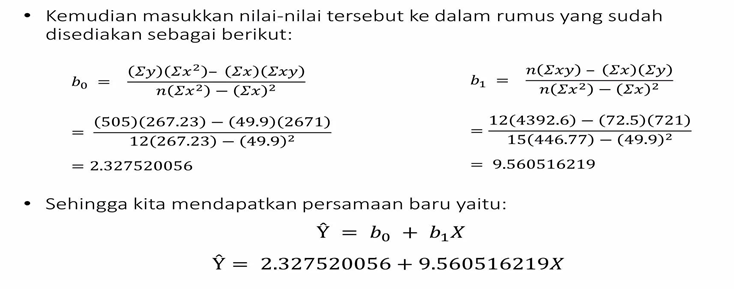 • Kemudian masukkan nilai-nilai tersebut ke dalam rumus yang sudah
disediakan sebagai berikut:
b₀ = (Σy)(Σx²)– (Σx)(Σxy) / n(Σx²) – (Σx)²
= (505)(267.23) – (49.9)(2671) / 12(267.23) – (49.9)²
= 2.327520056
b₁ = n(Σxy) – (Σx)(Σy) / n(Σx²) – (Σx)²
= 12(4392.6) – (72.5)(721) / 15(446.77) – (49.9)²
= 9.560516219
• Sehingga kita mendapatkan persamaan baru yaitu:
Ŷ = b₀ + b₁X
Ŷ = 2.327520056 + 9.560516219X